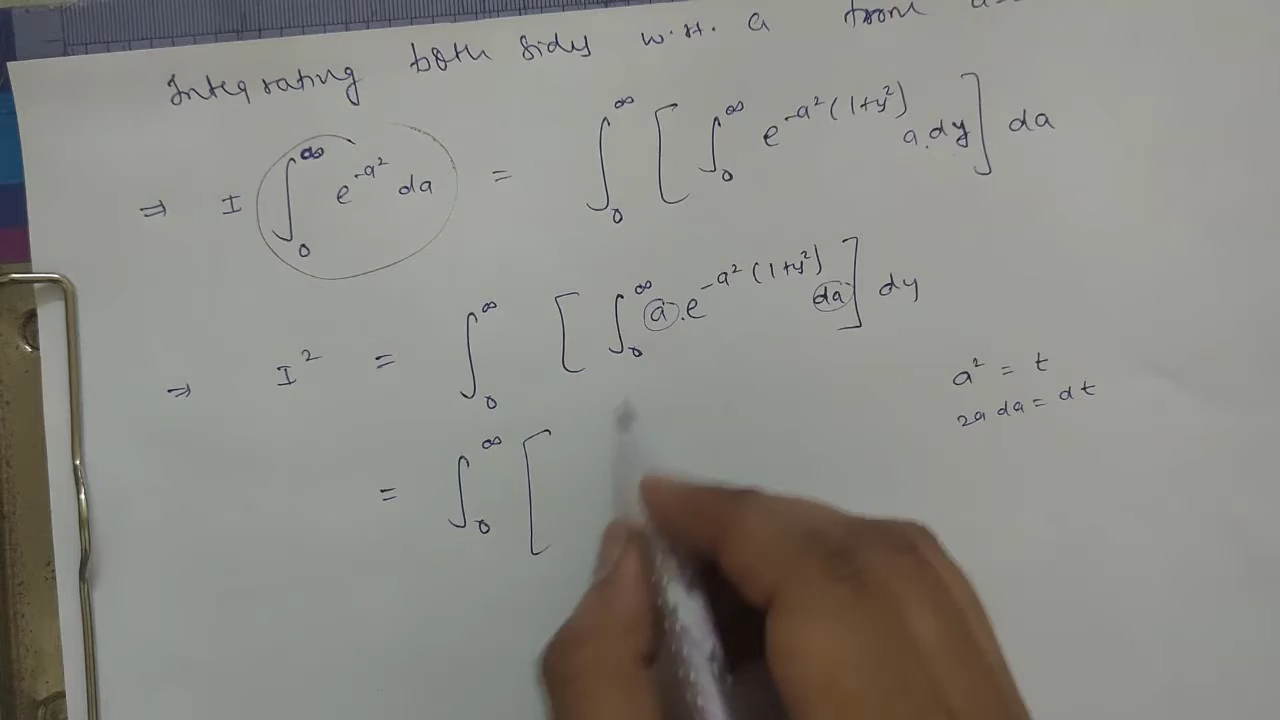 Integrating both sides w.r.t. a from
⇒ I ∫₀^∞ e^{-a²} da = ∫₀^∞ [ ∫₀^∞ e^{-a²(1+y²)} a.dy ] da
⇒ I² = ∫₀^∞ [ ∫₀^∞ a.e^{-a²(1+y²)} da ] dy
a² = t
2a da = dt
= ∫₀^∞ [